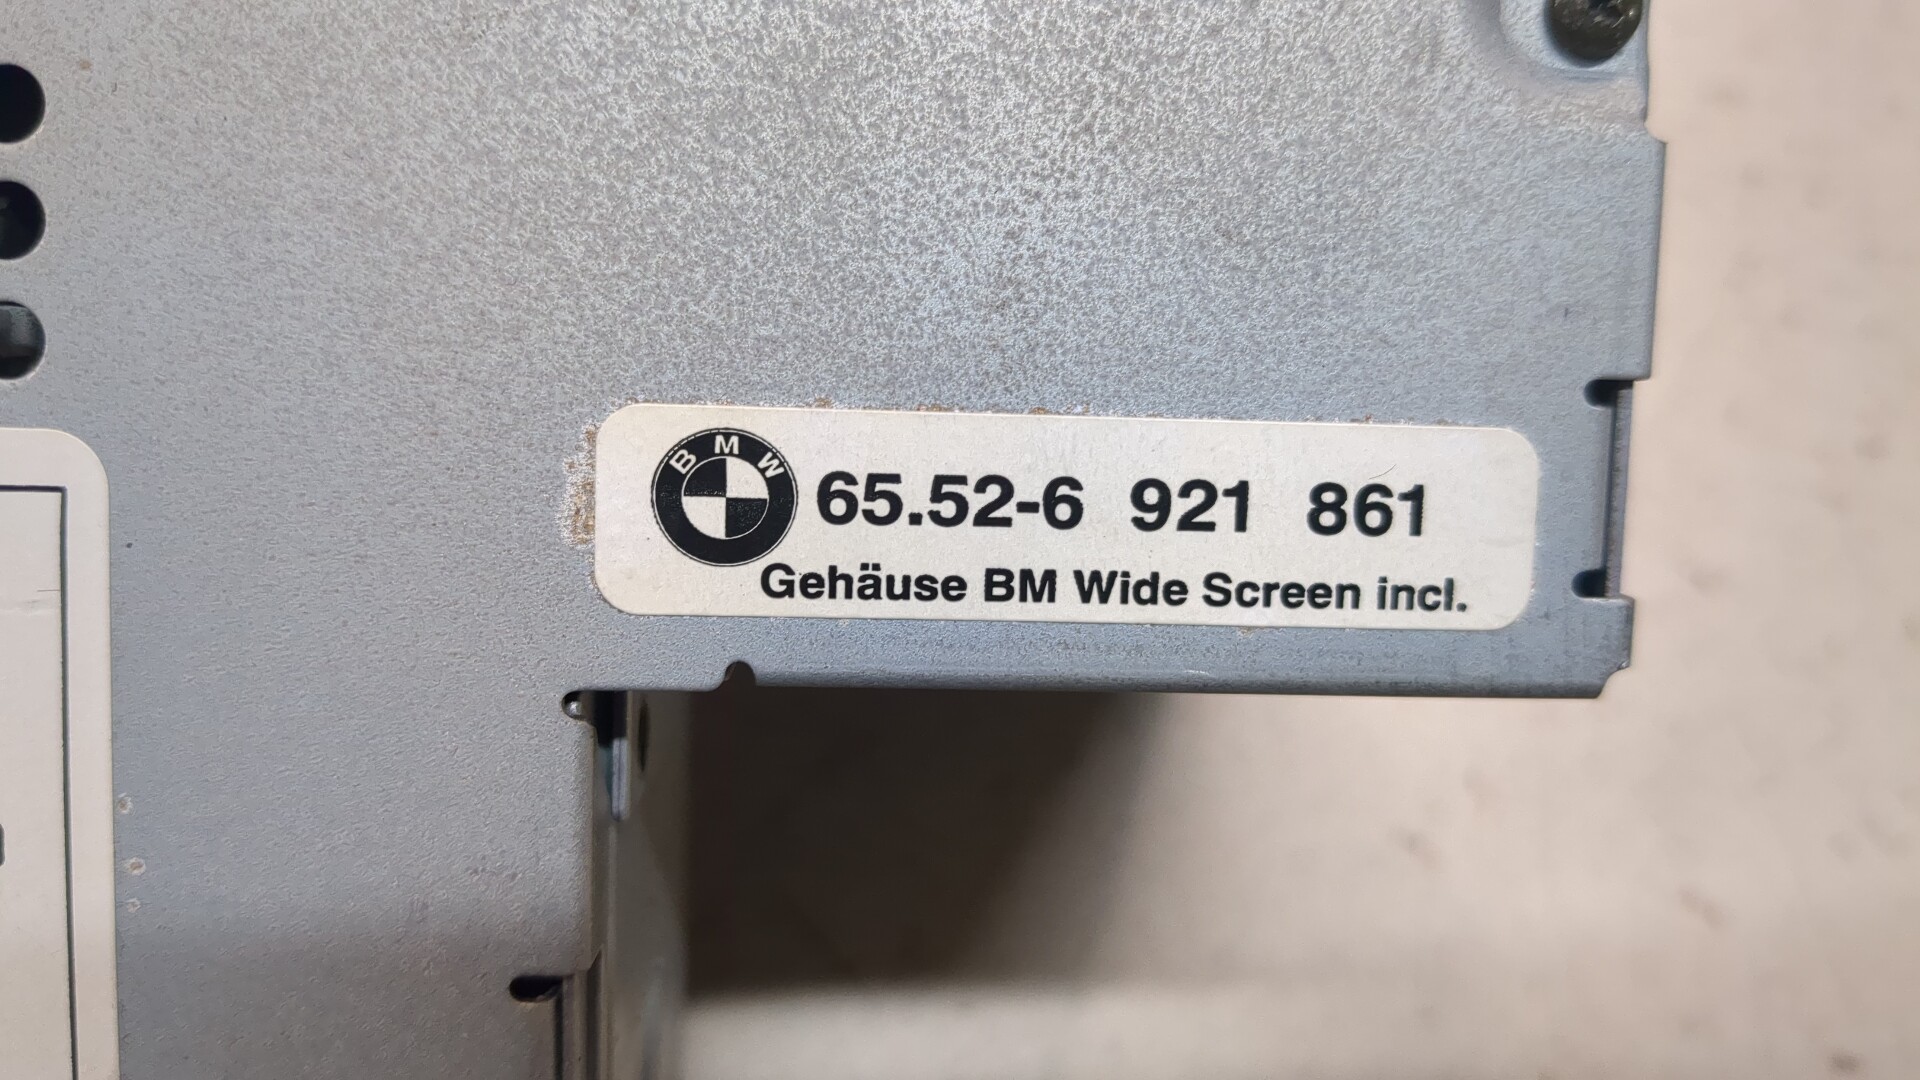 BMW 65.52-6 921 861
Gehäuse BM Wide Screen incl.